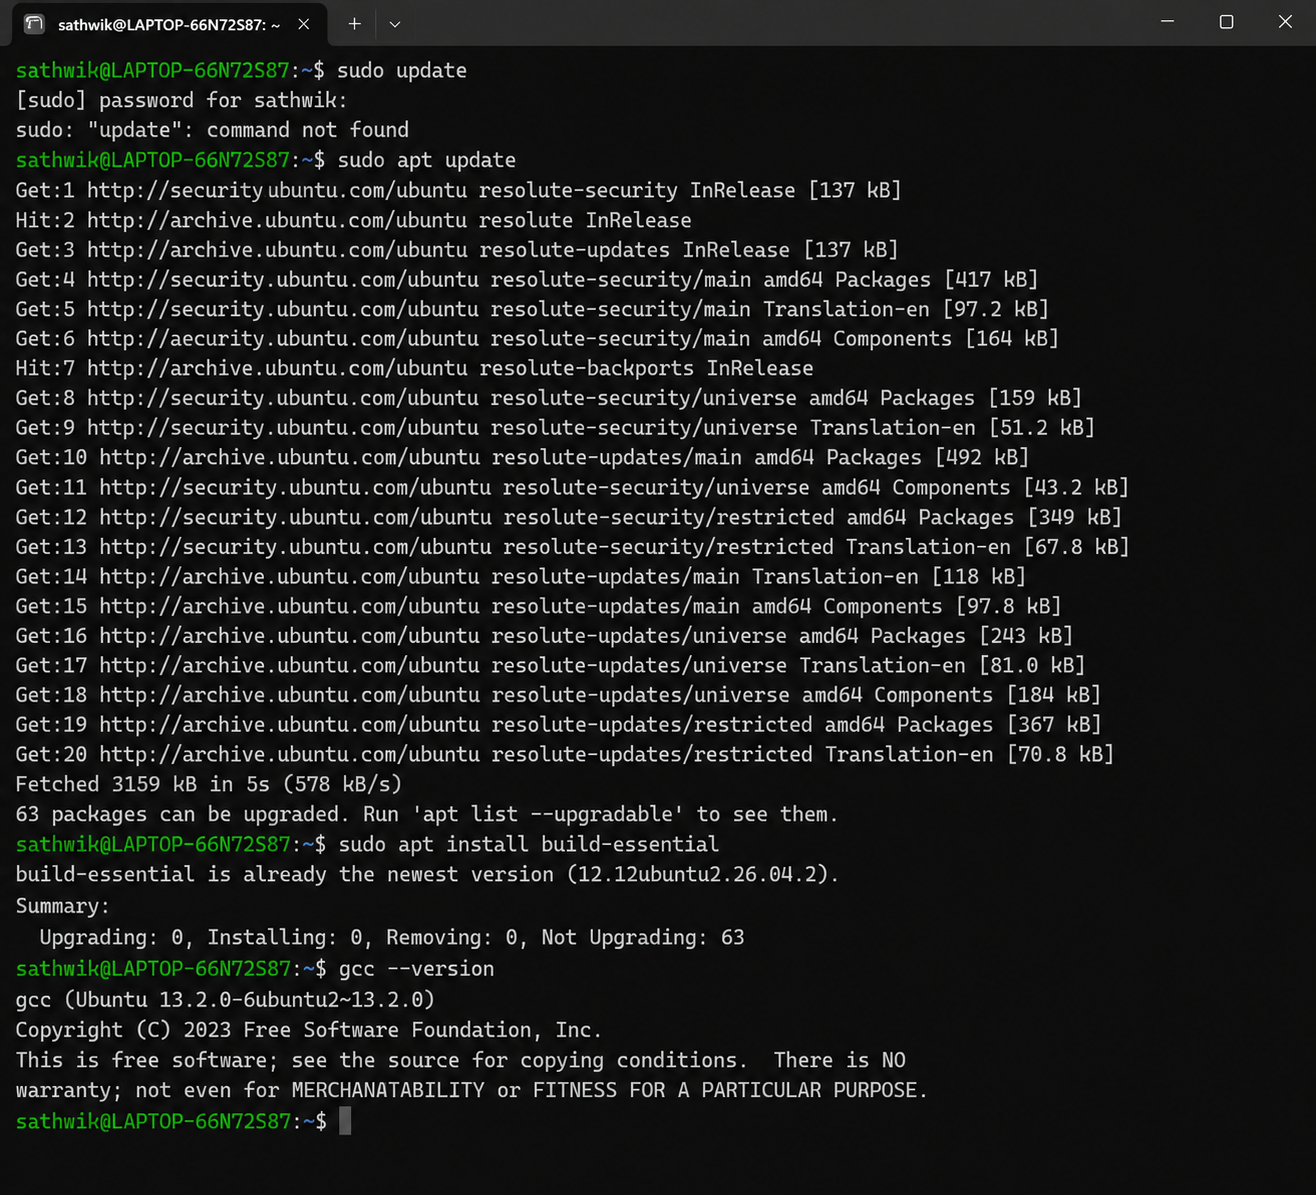 sathwik@LAPTOP-66N72S87: ~
sathwik@LAPTOP-66N72S87:~$ sudo update
[sudo] password for sathwik:
sudo: "update": command not found
sathwik@LAPTOP-66N72S87:~$ sudo apt update
Get:1 http://security ubuntu.com/ubuntu resolute-security InRelease [137 kB]
Hit:2 http://archive.ubuntu.com/ubuntu resolute InRelease
Get:3 http://archive.ubuntu.com/ubuntu resolute-updates InRelease [137 kB]
Get:4 http://security.ubuntu.com/ubuntu resolute-security/main amd64 Packages [417 kB]
Get:5 http://security.ubuntu.com/ubuntu resolute-security/main Translation-en [97.2 kB]
Get:6 http://aecurity.ubuntu.com/ubuntu resolute-security/main amd64 Components [164 kB]
Hit:7 http://archive.ubuntu.com/ubuntu resolute-backports InRelease
Get:8 http://security.ubuntu.com/ubuntu resolute-security/universe amd64 Packages [159 kB]
Get:9 http://security.ubuntu.com/ubuntu resolute-security/universe Translation-en [51.2 kB]
Get:10 http://archive.ubuntu.com/ubuntu resolute-updates/main amd64 Packages [492 kB]
Get:11 http://security.ubuntu.com/ubuntu resolute-security/universe amd64 Components [43.2 kB]
Get:12 http://security.ubuntu.com/ubuntu resolute-security/restricted amd64 Packages [349 kB]
Get:13 http://security.ubuntu.com/ubuntu resolute-security/restricted Translation-en [67.8 kB]
Get:14 http://archive.ubuntu.com/ubuntu resolute-updates/main Translation-en [118 kB]
Get:15 http://archive.ubuntu.com/ubuntu resolute-updates/main amd64 Components [97.8 kB]
Get:16 http://archive.ubuntu.com/ubuntu resolute-updates/universe amd64 Packages [243 kB]
Get:17 http://archive.ubuntu.com/ubuntu resolute-updates/universe Translation-en [81.0 kB]
Get:18 http://archive.ubuntu.com/ubuntu resolute-updates/universe amd64 Components [184 kB]
Get:19 http://archive.ubuntu.com/ubuntu resolute-updates/restricted amd64 Packages [367 kB]
Get:20 http://archive.ubuntu.com/ubuntu resolute-updates/restricted Translation-en [70.8 kB]
Fetched 3159 kB in 5s (578 kB/s)
63 packages can be upgraded. Run 'apt list --upgradable' to see them.
sathwik@LAPTOP-66N72S87:~$ sudo apt install build-essential
build-essential is already the newest version (12.12ubuntu2.26.04.2).
Summary:
  Upgrading: 0, Installing: 0, Removing: 0, Not Upgrading: 63
sathwik@LAPTOP-66N72S87:~$ gcc --version
gcc (Ubuntu 13.2.0-6ubuntu2~13.2.0)
Copyright (C) 2023 Free Software Foundation, Inc.
This is free software; see the source for copying conditions.  There is NO
warranty; not even for MERCHANATABILITY or FITNESS FOR A PARTICULAR PURPOSE.
sathwik@LAPTOP-66N72S87:~$